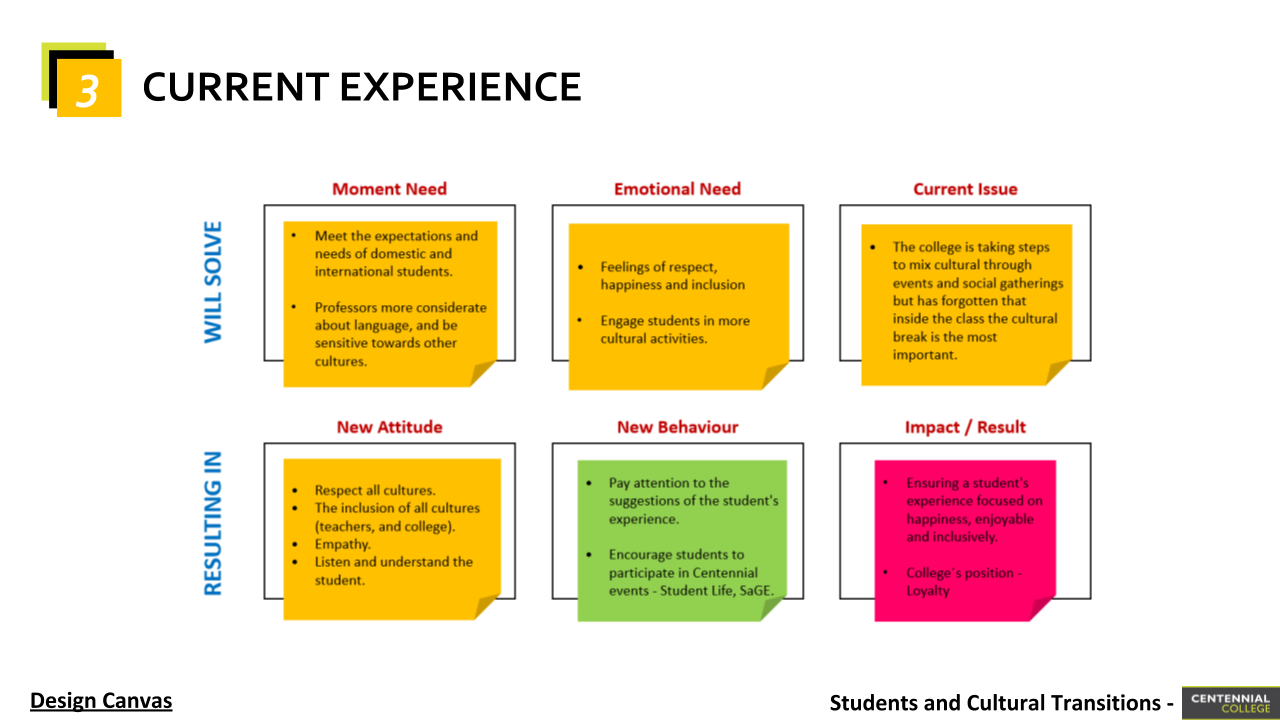 3
CURRENT EXPERIENCE
Moment Need
Emotional Need
Current Issue
WILL SOLVE
• Meet the expectations and
needs of domestic and
international students.
• Professors more considerate
about language, and be
sensitive towards other
cultures.
• Feelings of respect,
happiness and inclusion
• Engage students in more
cultural activities.
• The college is taking steps
to mix cultural through
events and social gatherings
but has forgotten that
inside the class the cultural
break is the most
important.
New Attitude
New Behaviour
Impact / Result
RESULTING IN
• Respect all cultures.
• The inclusion of all cultures
(teachers, and college).
• Empathy.
• Listen and understand the
student.
• Pay attention to the
suggestions of the student's
experience.
• Encourage students to
participate in Centennial
events - Student Life, SaGE.
• Ensuring a student's
experience focused on
happiness, enjoyable
and inclusively.
• College´s position -
Loyalty
Design Canvas
Students and Cultural Transitions -
CENTENNIAL
COLLEGE